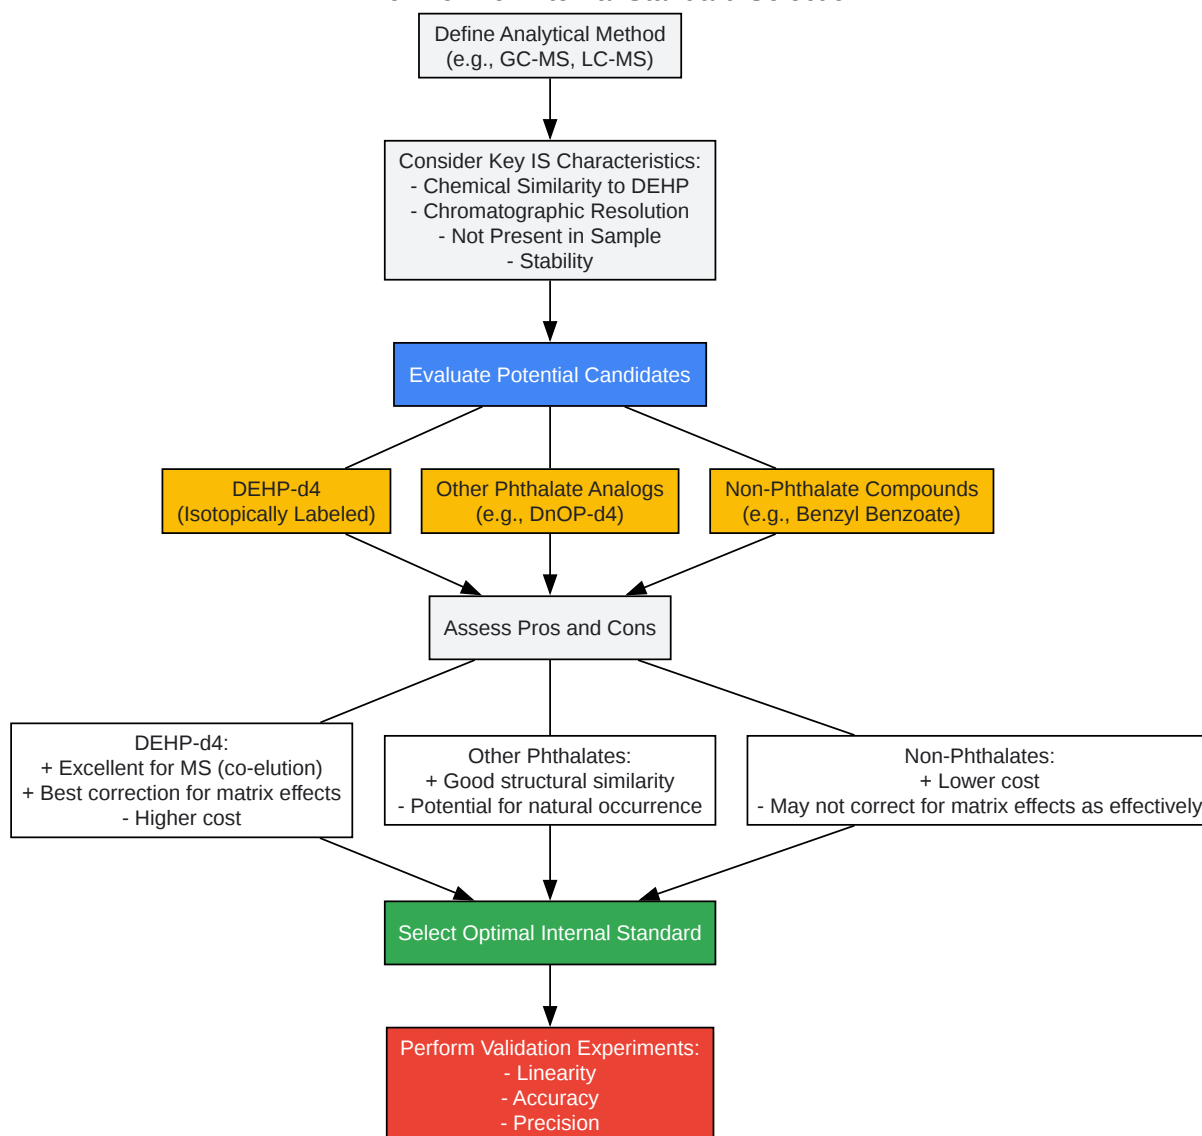 Define Analytical Method
(e.g., GC-MS, LC-MS)
Consider Key IS Characteristics:
- Chemical Similarity to DEHP
- Chromatographic Resolution
- Not Present in Sample
- Stability
Evaluate Potential Candidates
DEHP-d4
(Isotopically Labeled)
Other Phthalate Analogs
(e.g., DnOP-d4)
Non-Phthalate Compounds
(e.g., Benzyl Benzoate)
Assess Pros and Cons
DEHP-d4:
+ Excellent for MS (co-elution)
+ Best correction for matrix effects
- Higher cost
Other Phthalates:
+ Good structural similarity
- Potential for natural occurrence
Non-Phthalates:
+ Lower cost
- May not correct for matrix effects as effectively
Select Optimal Internal Standard
Perform Validation Experiments:
- Linearity
- Accuracy
- Precision